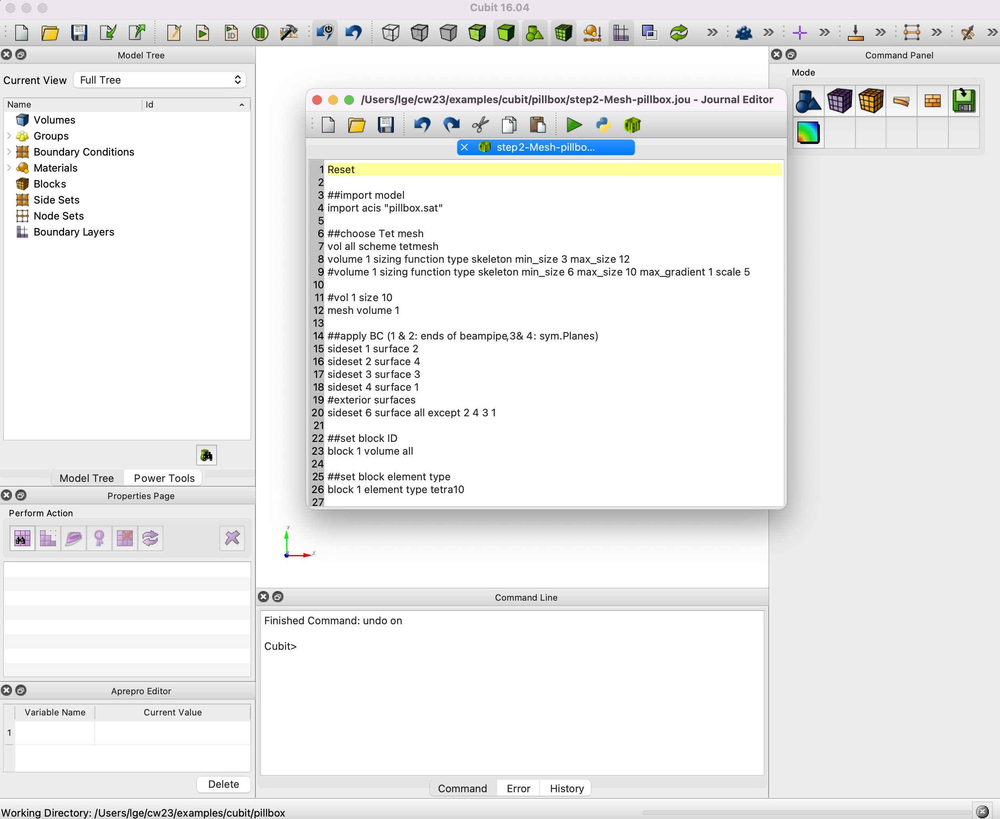 Cubit 16.04
ID
Model Tree
Current View Full Tree
Name Id
Volumes
Groups
Boundary Conditions
Materials
Blocks
Side Sets
Node Sets
Boundary Layers
Model Tree Power Tools
Properties Page
Perform Action
Aprepro Editor
Variable Name Current Value
1
Delete
/Users/lge/cw23/examples/cubit/pillbox/step2-Mesh-pillbox.jou - Journal Editor
step2-Mesh-pillbo...
1 Reset
2
3 ##import model
4 import acis "pillbox.sat"
5
6 ##choose Tet mesh
7 vol all scheme tetmesh
8 volume 1 sizing function type skeleton min_size 3 max_size 12
9 #volume 1 sizing function type skeleton min_size 6 max_size 10 max_gradient 1 scale 5
10
11 #vol 1 size 10
12 mesh volume 1
13
14 ##apply BC (1 & 2: ends of beampipe,3& 4: sym.Planes)
15 sideset 1 surface 2
16 sideset 2 surface 4
17 sideset 3 surface 3
18 sideset 4 surface 1
19 #exterior surfaces
20 sideset 6 surface all except 2 4 3 1
21
22 ##set block ID
23 block 1 volume all
24
25 ##set block element type
26 block 1 element type tetra10
27
Y
Z
X
Command Line
Finished Command: undo on
Cubit>
Command Error History
Command Panel
Mode
Working Directory: /Users/lge/cw23/examples/cubit/pillbox